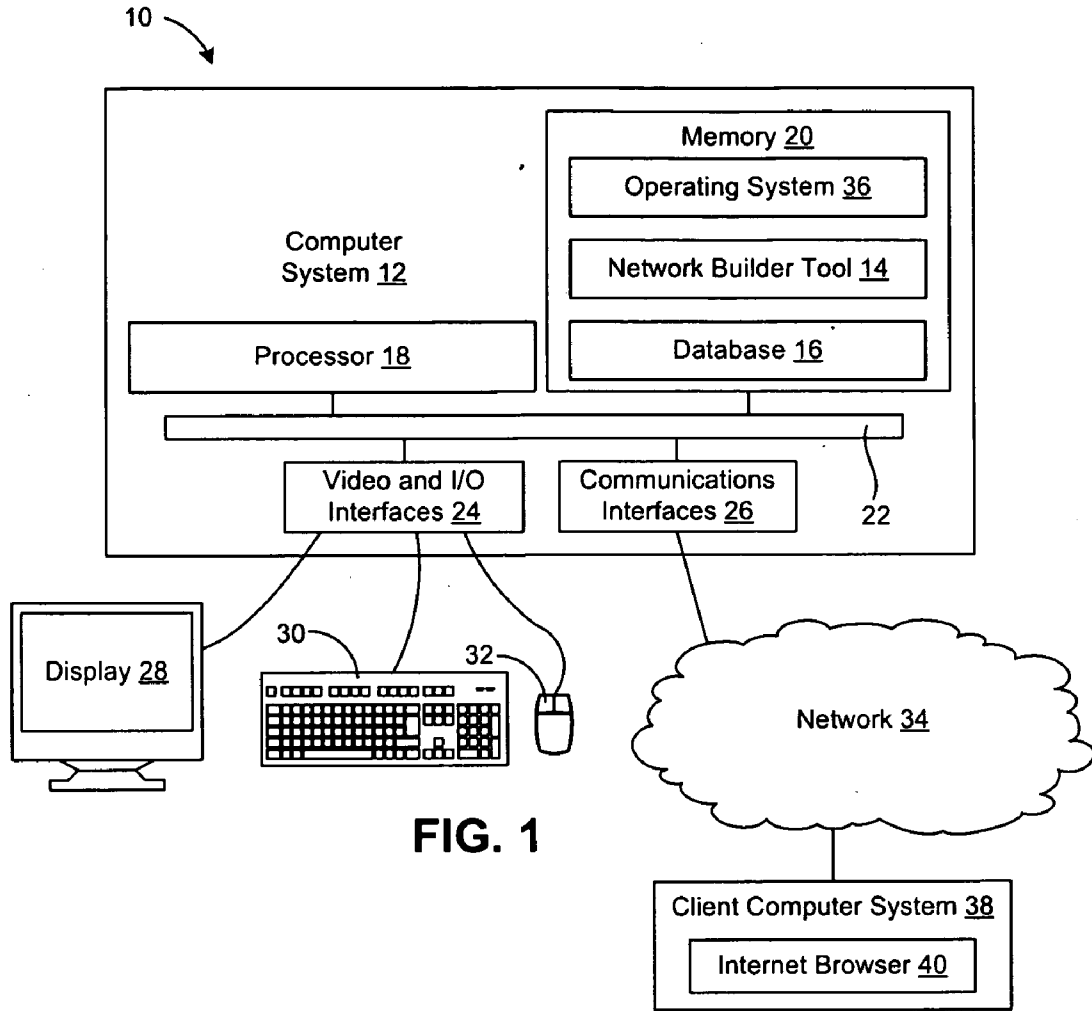 10
Memory 20
Operating System 36
Computer
System 12
Network Builder Tool 14
Processor 18
Database 16
Video and I/O
Interfaces 24
Communications
Interfaces 26
22
Display 28
30
32
Network 34
FIG. 1
Client Computer System 38
Internet Browser 40